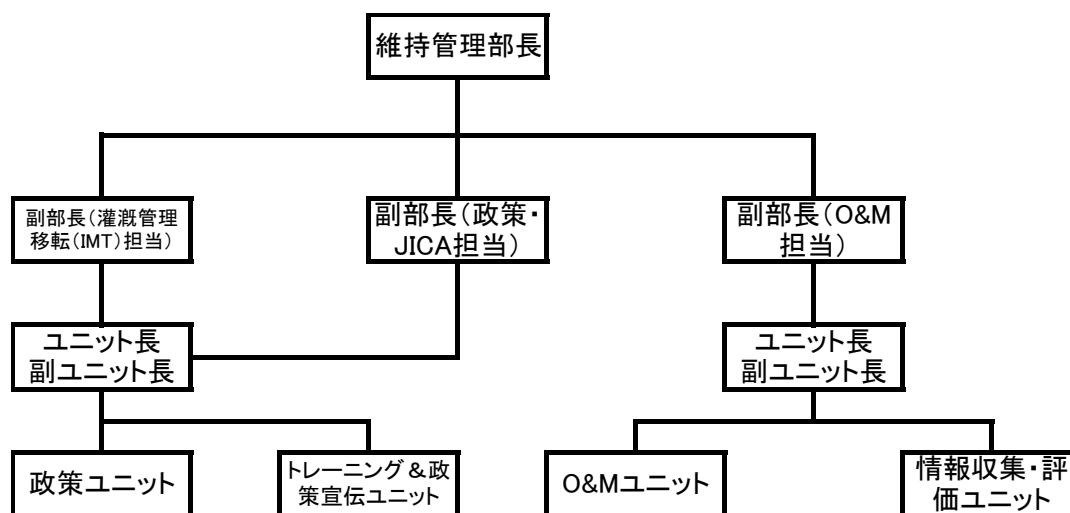 維持管理部長
副部長(灌漑管理
移転(IMT)担当)
副部長(政策・
JICA担当)
副部長(O&M
担当)
ユニット長
副ユニット長
ユニット長
副ユニット長
政策ユニット
トレーニング&政
策宣伝ユニット
O&Mユニット
情報収集・評
価ユニット